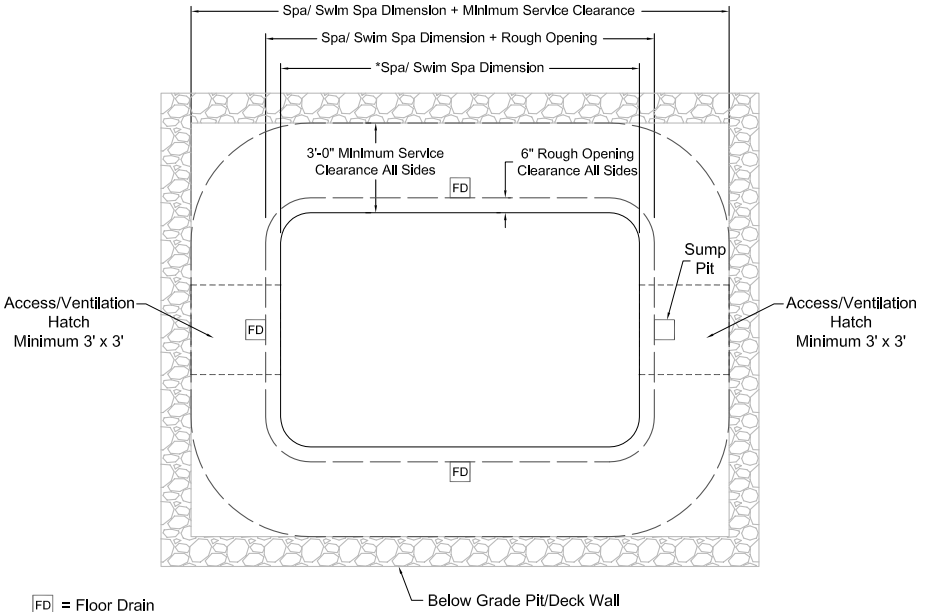 Spa/ Swim Spa Dimension + Minimum Service Clearance
Spa/ Swim Spa Dimension + Rough Opening
*Spa/ Swim Spa Dimension
3'-0" Minimum Service
Clearance All Sides
6" Rough Opening
Clearance All Sides
FD
Sump
Pit
Access/Ventilation
Hatch
Minimum 3' x 3'
FD
Access/Ventilation
Hatch
Minimum 3' x 3'
FD
FD = Floor Drain
Below Grade Pit/Deck Wall